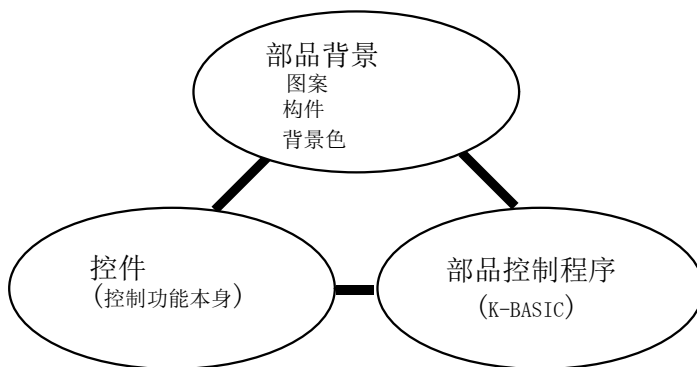 部品背景
图案
构件
背景色
控件
(控制功能本身)
部品控制程序
(K-BASIC)